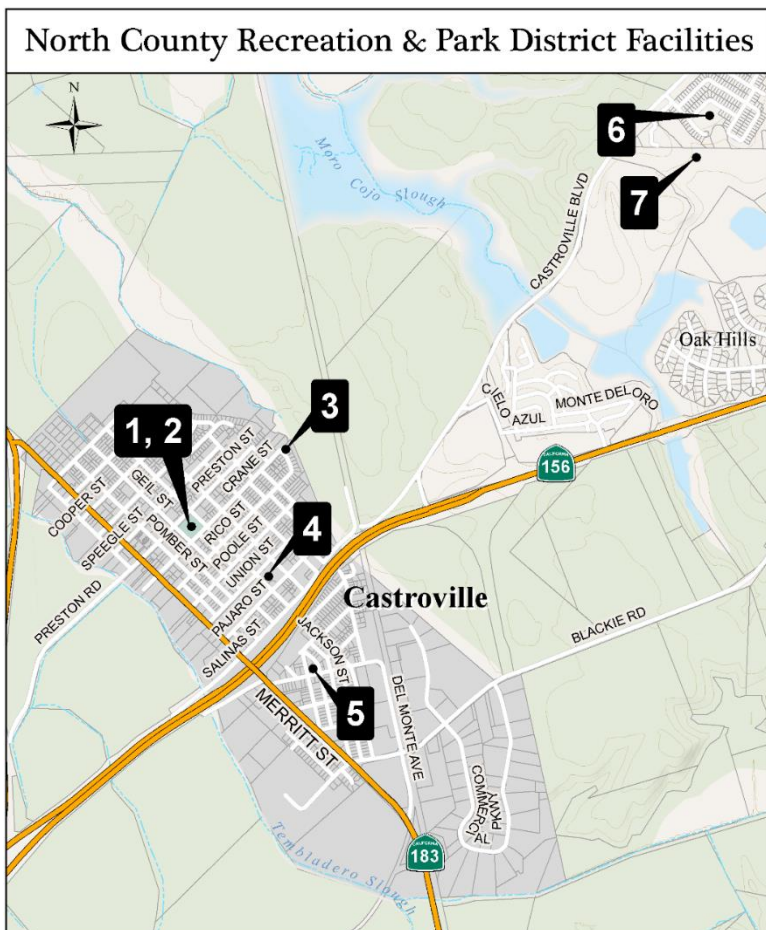 North County Recreation & Park District Facilities
N
Moro
Cojo Slough
6
7
CASTROVILLE BLVD
Oak Hills
CIELO
AZUL
MONTE DEL ORO
3
1, 2
PRESTON ST
CRANE ST
CALIFORNIA
156
COOPER ST
GEIL ST
RICO ST
SPEEGLE ST
POMBER ST
POOLE ST
4
UNION ST
PRESTON RD
PAJARO ST
Castroville
SALINAS ST
JACKSON ST
BLACKIE RD
5
MERRITT ST
DEL MONTE AVE
COMMERCIAL
PKWY
Tembladero Slough
CALIFORNIA
183